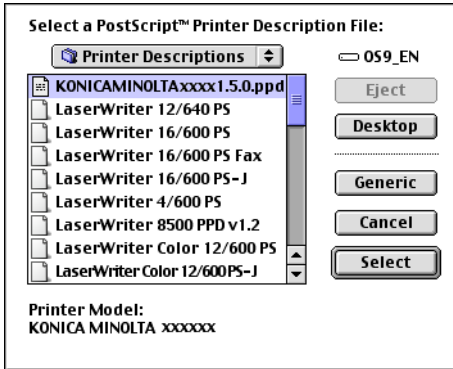 Select a PostScript™ Printer Description File:
Printer Descriptions
OS9_EN
KONICAMINOLTAxxxx1.5.0.ppd
LaserWriter 12/640 PS
LaserWriter 16/600 PS
LaserWriter 16/600 PS Fax
LaserWriter 16/600 PS-J
LaserWriter 4/600 PS
LaserWriter 8500 PPD v1.2
LaserWriter Color 12/600 PS
LaserWriter Color 12/600 PS-J
Eject
Desktop
Generic
Cancel
Select
Printer Model:
KONICA MINOLTA xxxxxx